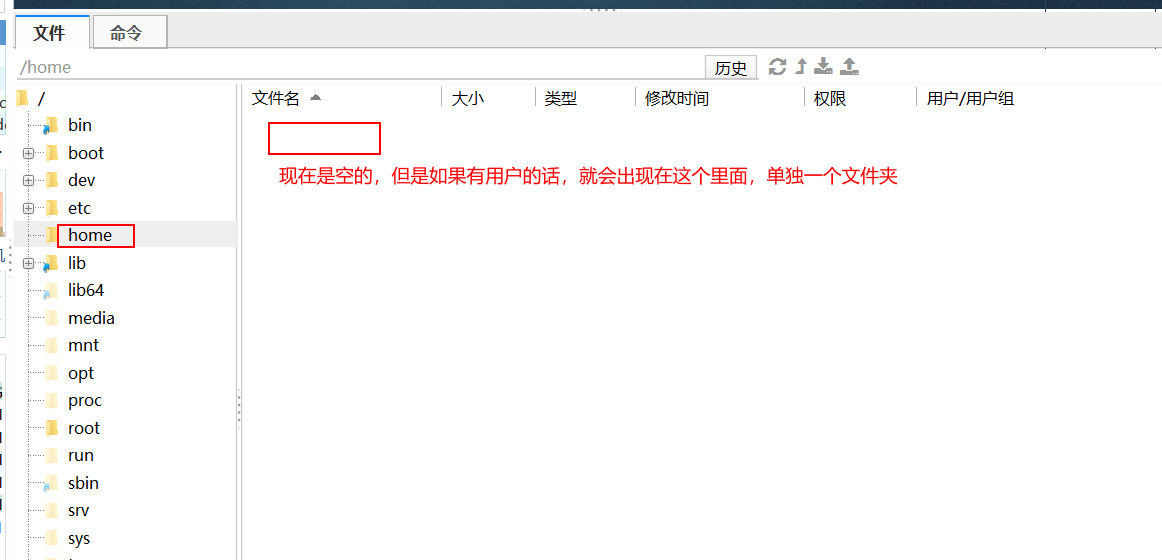 文件 命令
/home 历史
/
文件名 大小 类型 修改时间 权限 用户/用户组
bin
boot
现在是空的，但是如果有用户的话，就会出现在这个里面，单独一个文件夹
dev
etc
home
lib
lib64
media
mnt
opt
proc
root
run
sbin
srv
sys